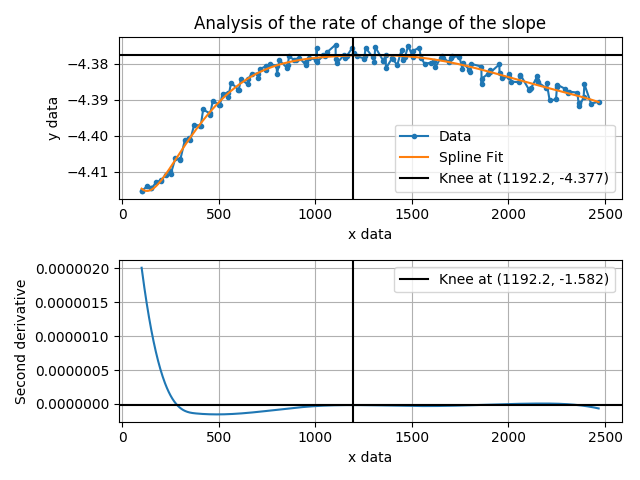 Analysis of the rate of change of the slope
−4.38
−4.39
−4.40
−4.41
y data
Data
Spline Fit
Knee at (1192.2, -4.377)
0
500
1000
1500
2000
2500
x data
0.0000020
0.0000015
0.0000010
0.0000005
0.0000000
Second derivative
Knee at (1192.2, -1.582)
0
500
1000
1500
2000
2500
x data